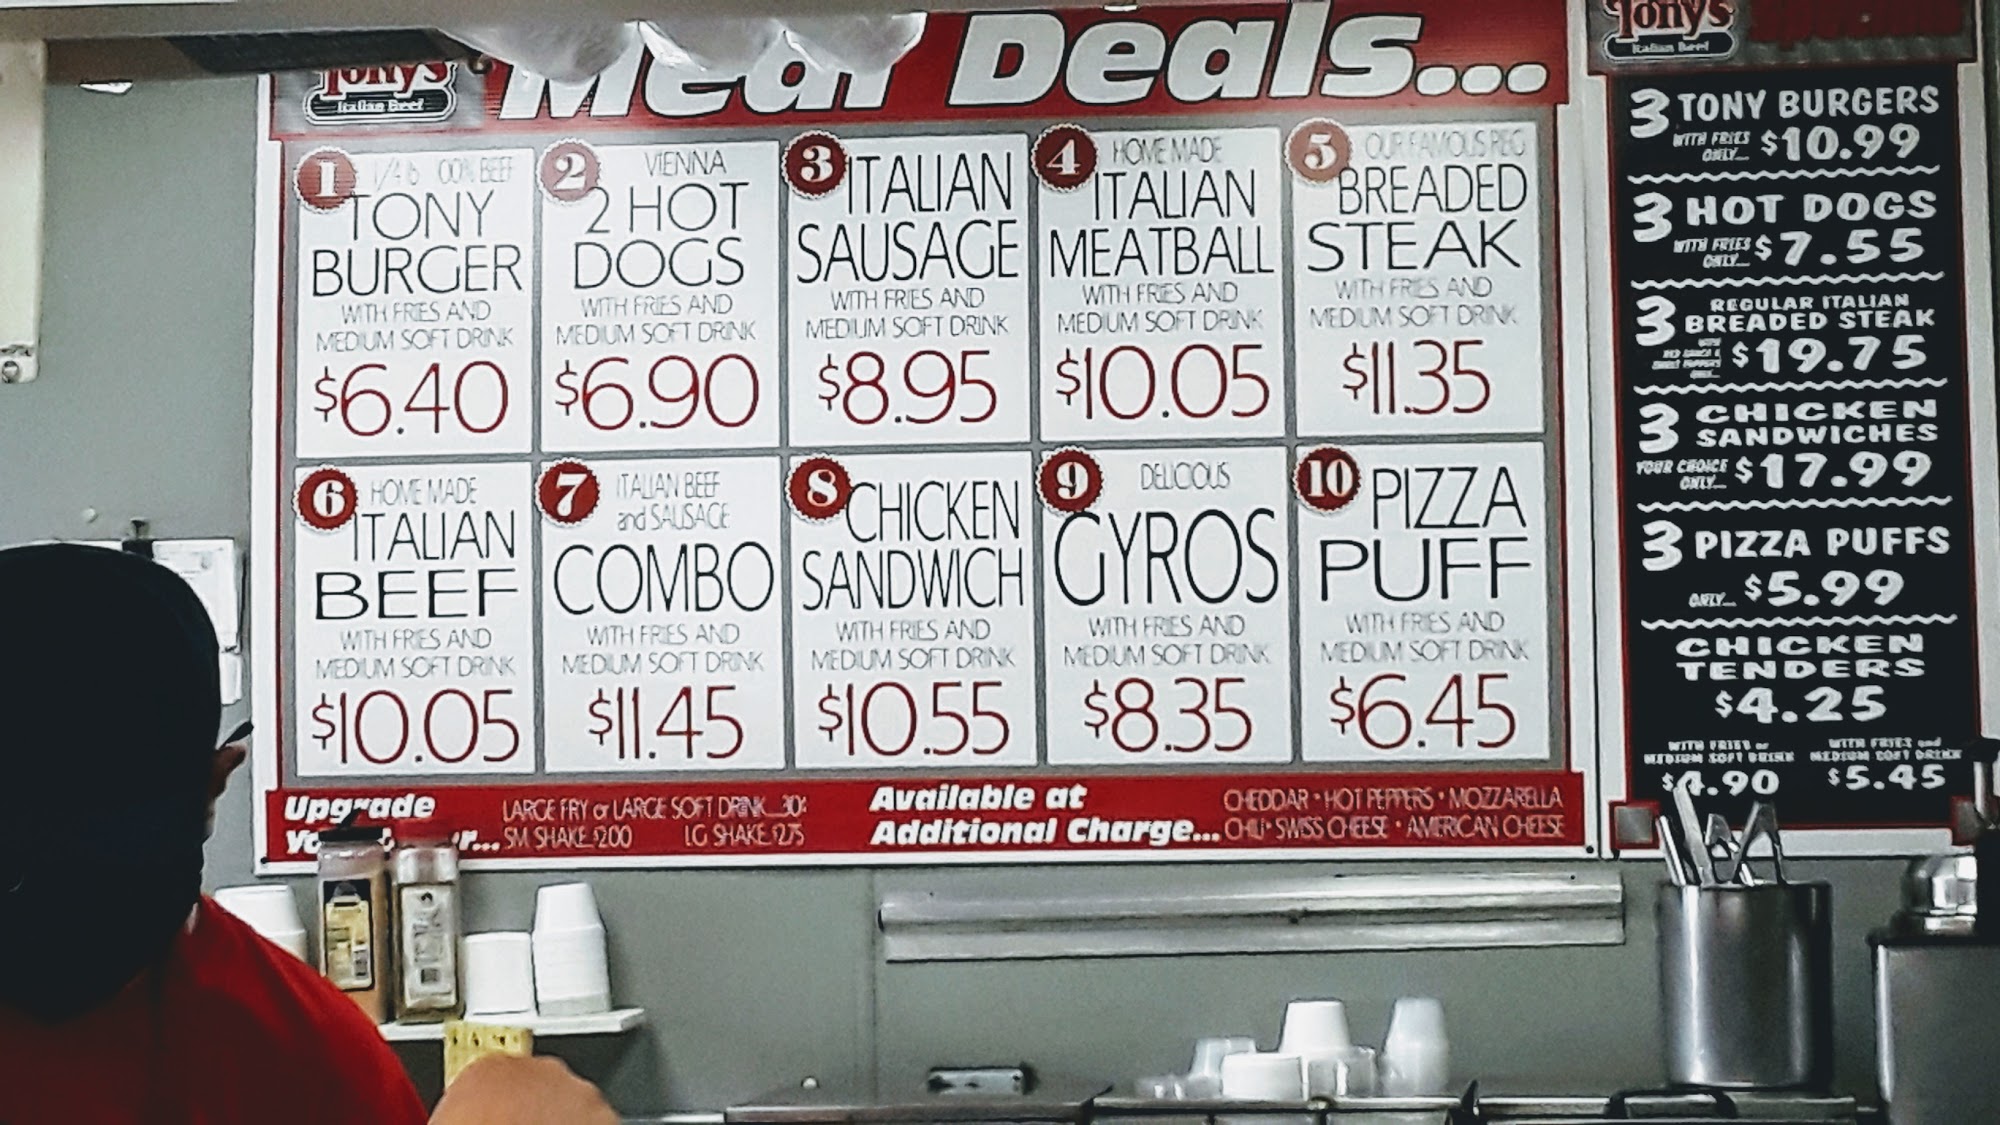 Tony's
Italian Beef
Meal Deals...
1
1/4 lb 100% BEEF
TONY
BURGER
WITH FRIES AND
MEDIUM SOFT DRINK
$6.40
2
VIENNA
2 HOT
DOGS
WITH FRIES AND
MEDIUM SOFT DRINK
$6.90
3
ITALIAN
SAUSAGE
WITH FRIES AND
MEDIUM SOFT DRINK
$8.95
4
HOME MADE
ITALIAN
MEATBALL
WITH FRIES AND
MEDIUM SOFT DRINK
$10.05
5
OUR FAMOUS REG
BREADED
STEAK
WITH FRIES AND
MEDIUM SOFT DRINK
$11.35
6
HOME MADE
ITALIAN
BEEF
WITH FRIES AND
MEDIUM SOFT DRINK
$10.05
7
ITALIAN BEEF
and SAUSAGE
COMBO
WITH FRIES AND
MEDIUM SOFT DRINK
$11.45
8
CHICKEN
SANDWICH
WITH FRIES AND
MEDIUM SOFT DRINK
$10.55
9
DELICIOUS
GYROS
WITH FRIES AND
MEDIUM SOFT DRINK
$8.35
10
PIZZA
PUFF
WITH FRIES AND
MEDIUM SOFT DRINK
$6.45
Upgrade
LARGE FRY or LARGE SOFT DRINK...30¢
SM SHAKE $2.00 LG SHAKE $2.75
Available at
Additional Charge...
CHEDDAR • HOT PEPPERS • MOZZARELLA
CHILI • SWISS CHEESE • AMERICAN CHEESE
Tony's
Italian Beef
3 TONY BURGERS
WITH FRIES
ONLY... $10.99
3 HOT DOGS
WITH FRIES
ONLY... $7.55
3 REGULAR ITALIAN
BREADED STEAK
$19.75
3 CHICKEN
SANDWICHES
YOUR CHOICE
ONLY... $17.99
3 PIZZA PUFFS
ONLY... $5.99
CHICKEN
TENDERS
$4.25
WITH FRIES or
MEDIUM SOFT DRINK
$4.90
WITH FRIES and
MEDIUM SOFT DRINK
$5.45